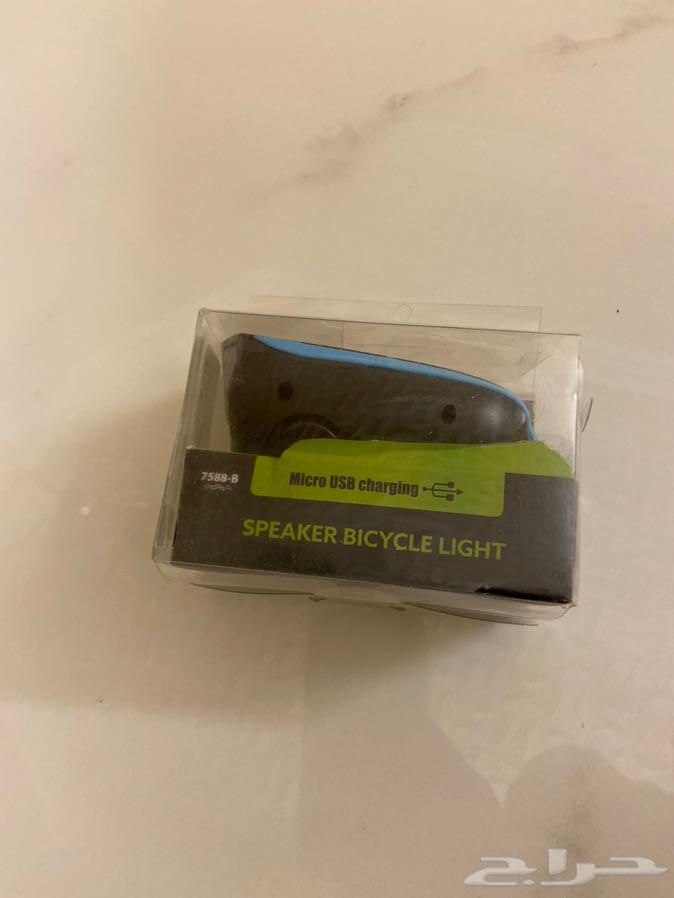 7588-B
Micro USB charging
SPEAKER BICYCLE LIGHT
حراج